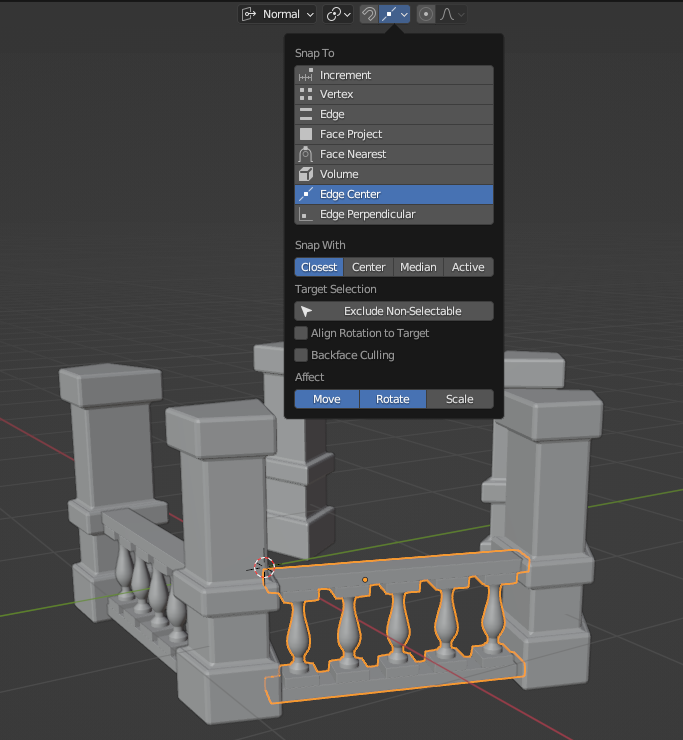 Normal
Snap To
Increment
Vertex
Edge
Face Project
Face Nearest
Volume
Edge Center
Edge Perpendicular
Snap With
Closest Center Median Active
Target Selection
Exclude Non-Selectable
Align Rotation to Target
Backface Culling
Affect
Move Rotate Scale